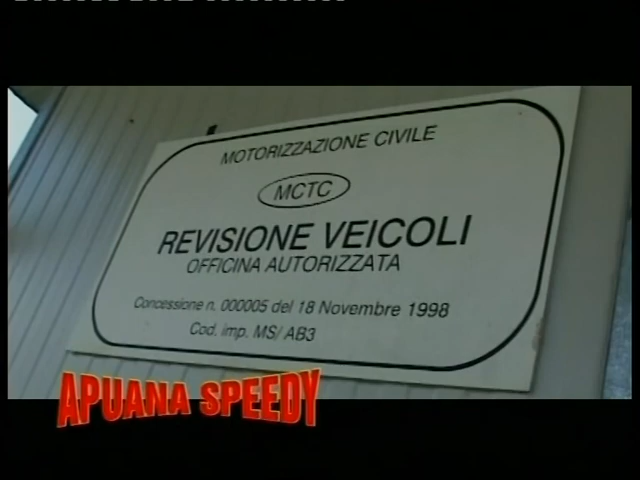 MOTORIZZAZIONE CIVILE
MCTC
REVISIONE VEICOLI
OFFICINA AUTORIZZATA
Concessione n. 000005 del 18 Novembre 1998
Cod. imp. MS/AB3
APUANA SPEEDY